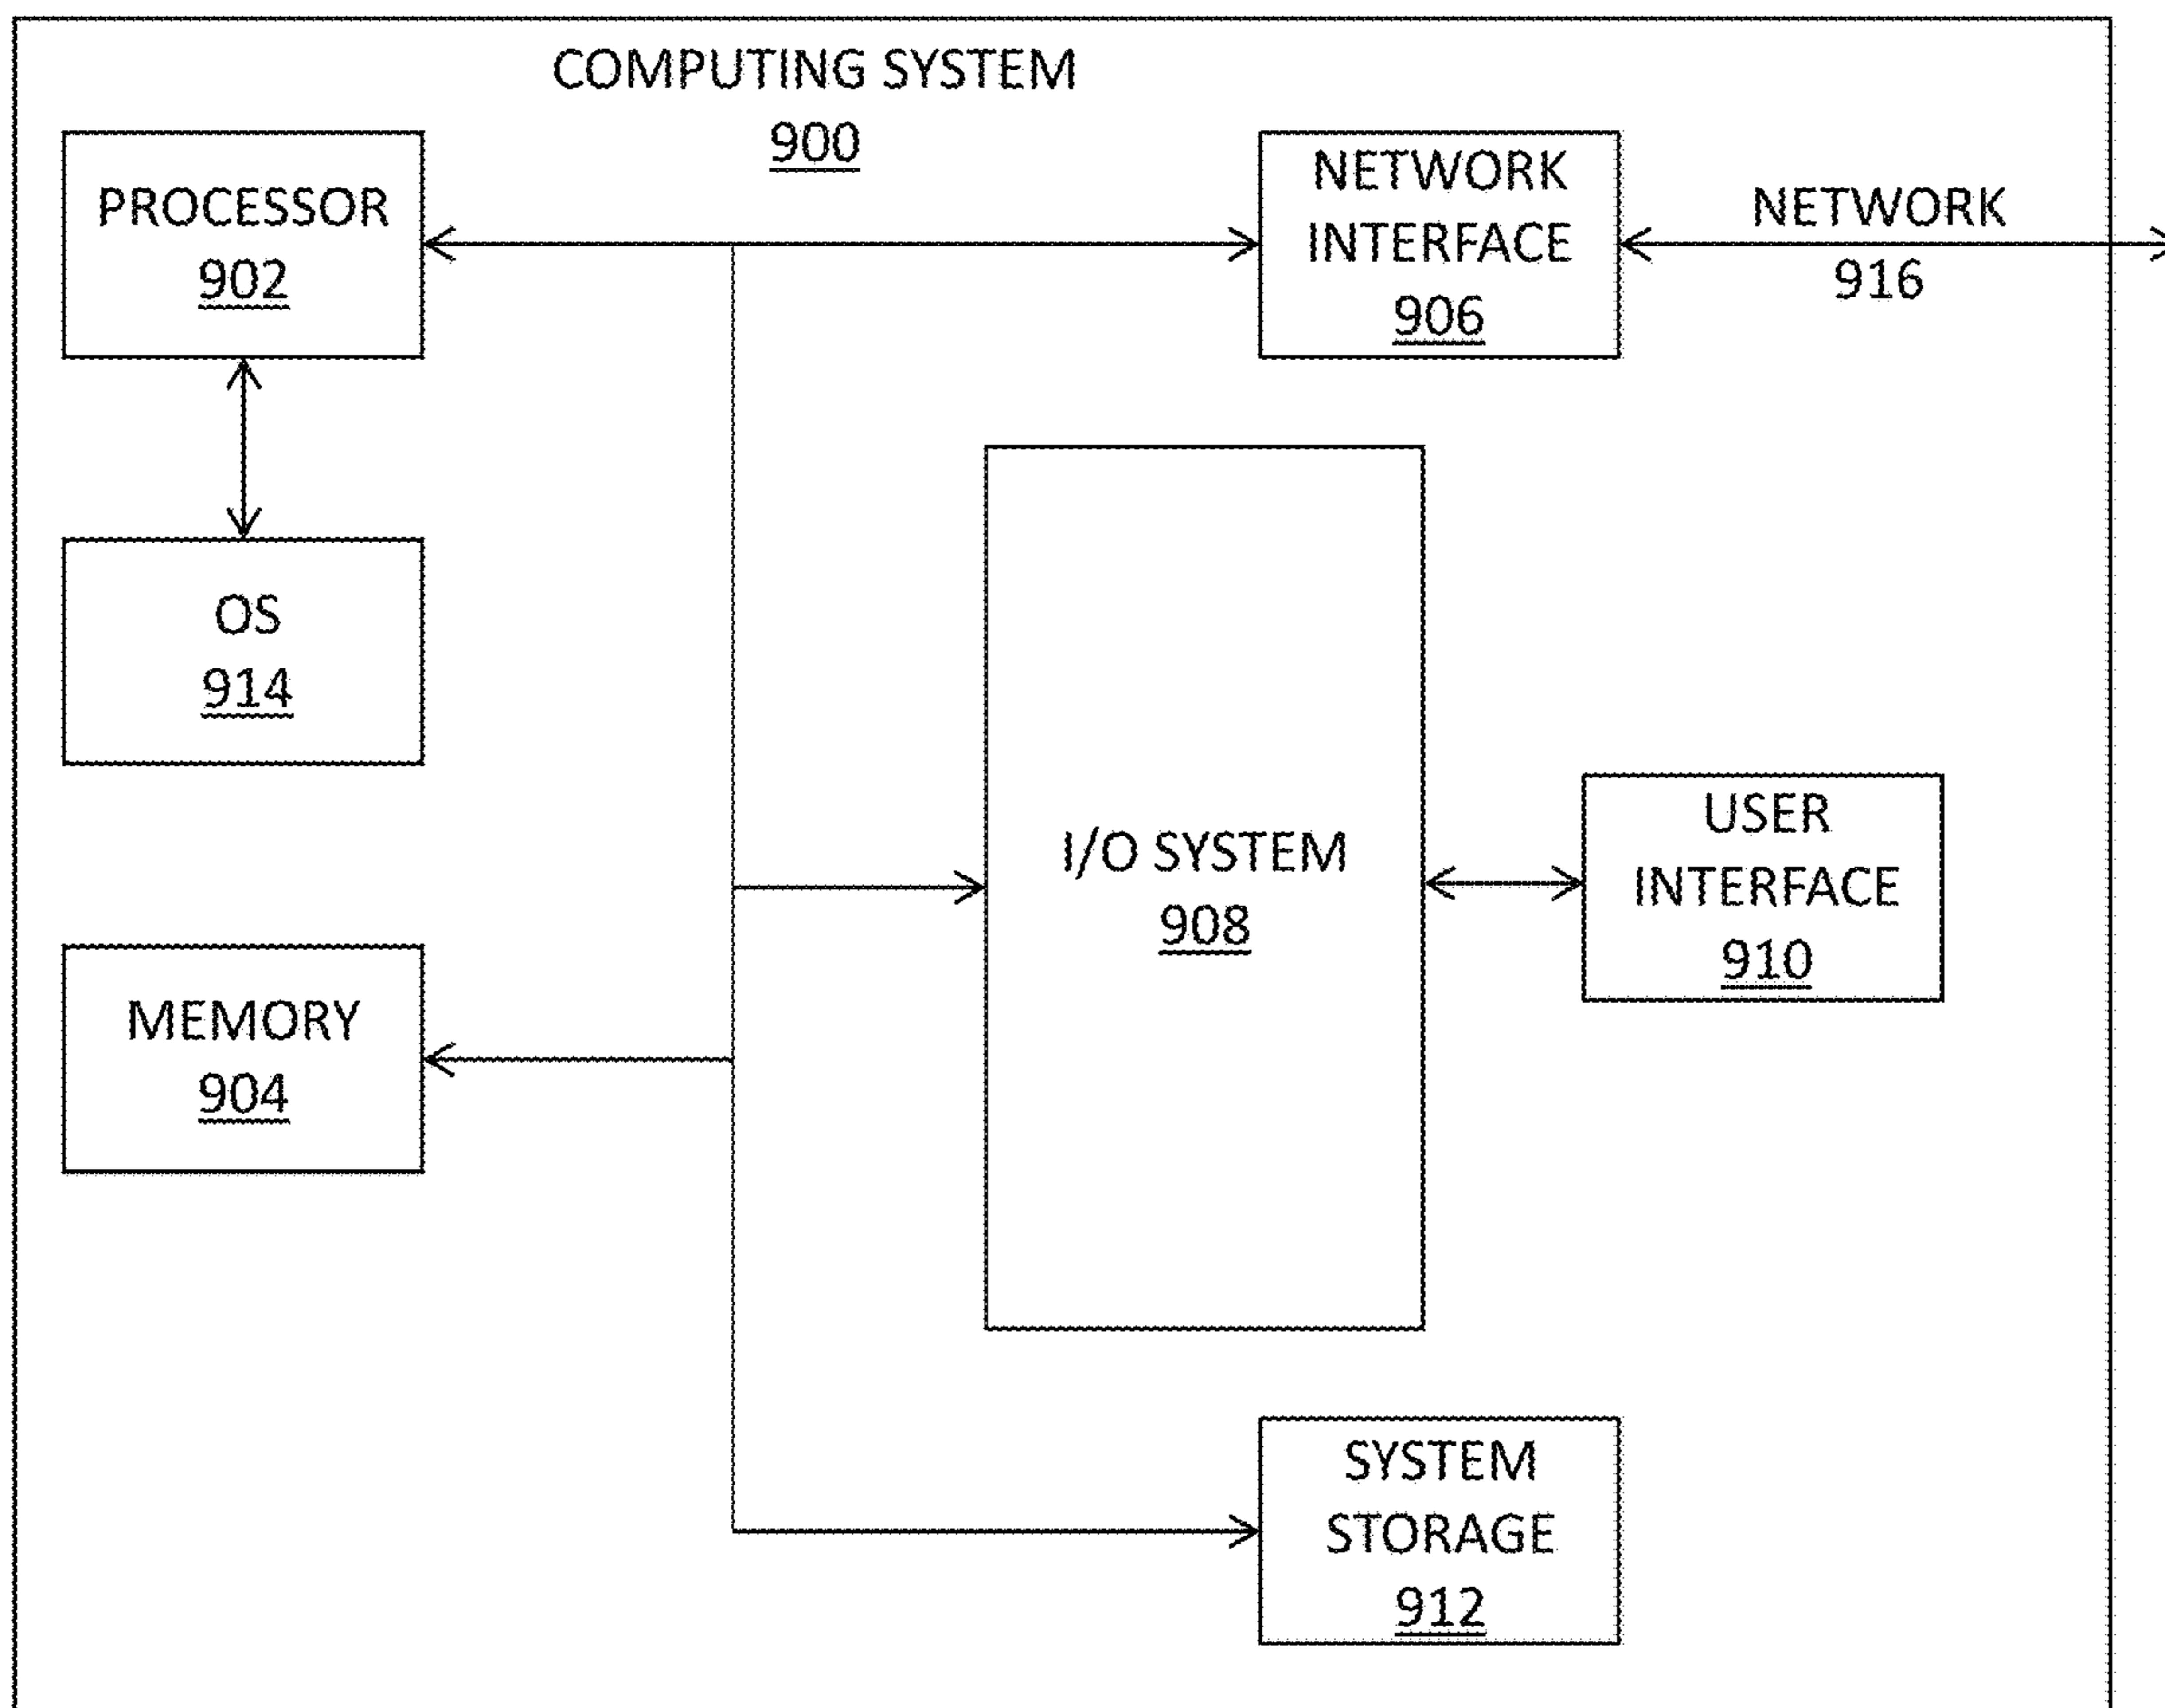 COMPUTING SYSTEM
900
PROCESSOR
902
NETWORK
INTERFACE
906
NETWORK
916
OS
914
I/O SYSTEM
908
USER
INTERFACE
910
MEMORY
904
SYSTEM
STORAGE
912